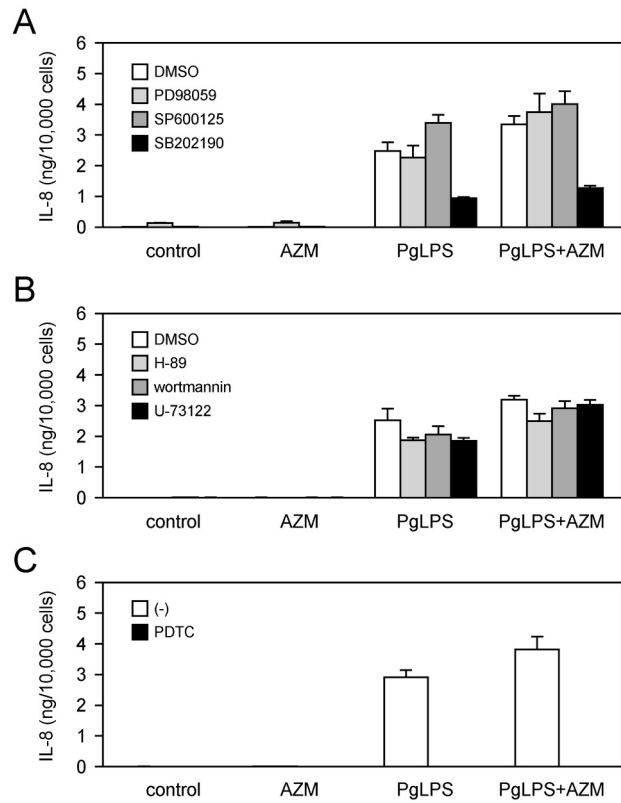 A
IL-8 (ng/10,000 cells)
6
5
4
3
2
1
0
DMSO
PD98059
SP600125
SB202190
control AZM PgLPS PgLPS+AZM
B
IL-8 (ng/10,000 cells)
6
5
4
3
2
1
0
DMSO
H-89
wortmannin
U-73122
control AZM PgLPS PgLPS+AZM
C
IL-8 (ng/10,000 cells)
6
5
4
3
2
1
0
(-)
PDTC
control AZM PgLPS PgLPS+AZM